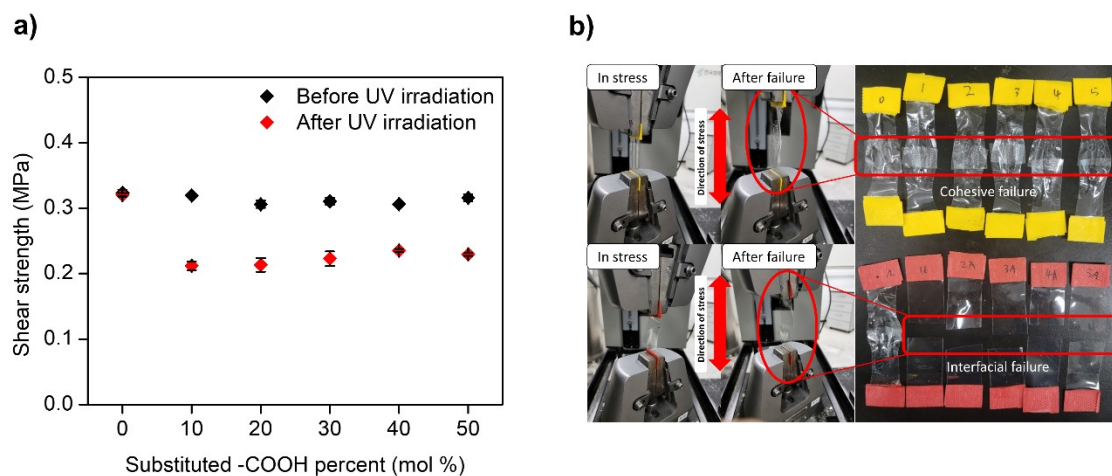 a)
0.5
0.4
0.3
0.2
0.1
0.0
Shear strength (MPa)
Before UV irradiation
After UV irradiation
0 10 20 30 40 50
Substituted -COOH percent (mol %)
b)
In stress
After failure
Direction of stress
0 1 2 3 4 5
Cohesive failure
In stress
After failure
Direction of stress
2A 3A 4A 5A
Interfacial failure